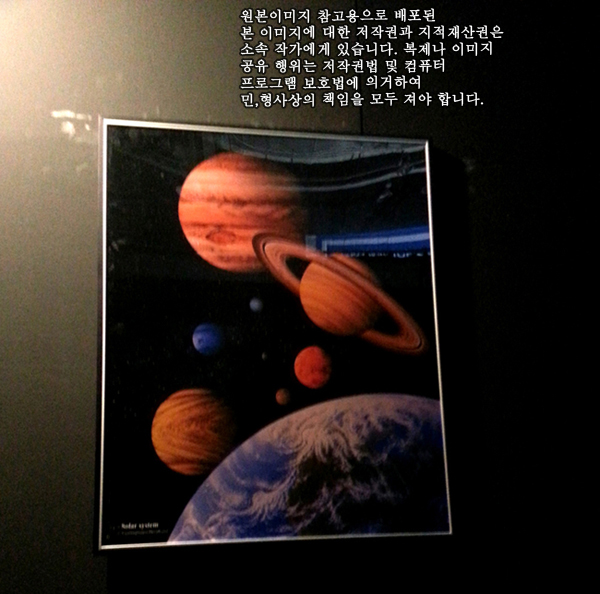 원본이미지 참고용으로 배포된
본 이미지에 대한 저작권과 지적재산권은
소속 작가에게 있습니다. 복제나 이미지
공유 행위는 저작권법 및 컴퓨터
프로그램 보호법에 의거하여
민,형사상의 책임을 모두 져야 합니다.
Solar system